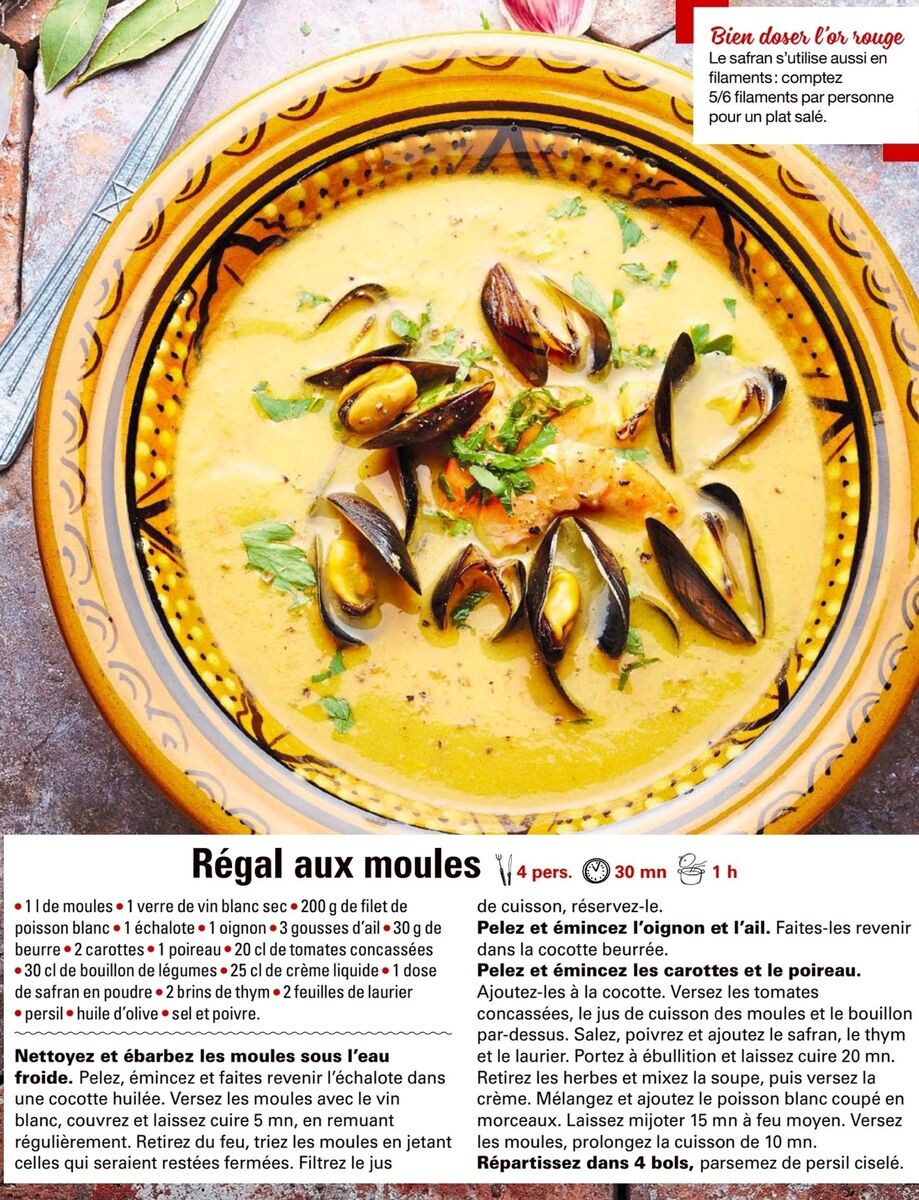 Bien doser l'or rouge
Le safran s'utilise aussi en
filaments : comptez
5/6 filaments par personne
pour un plat salé.
Régal aux moules 4 pers. 30 mn 1 h
• 1 l de moules • 1 verre de vin blanc sec • 200 g de filet de
poisson blanc • 1 échalote • 1 oignon • 3 gousses d'ail • 30 g de
beurre • 2 carottes • 1 poireau • 20 cl de tomates concassées
• 30 cl de bouillon de légumes • 25 cl de crème liquide • 1 dose
de safran en poudre • 2 brins de thym • 2 feuilles de laurier
• persil • huile d'olive • sel et poivre.
Nettoyez et ébarbez les moules sous l'eau
froide. Pelez, émincez et faites revenir l'échalote dans
une cocotte huilée. Versez les moules avec le vin
blanc, couvrez et laissez cuire 5 mn, en remuant
régulièrement. Retirez du feu, triez les moules en jetant
celles qui seraient restées fermées. Filtrez le jus
de cuisson, réservez-le.
Pelez et émincez l'oignon et l'ail. Faites-les revenir
dans la cocotte beurrée.
Pelez et émincez les carottes et le poireau.
Ajoutez-les à la cocotte. Versez les tomates
concassées, le jus de cuisson des moules et le bouillon
par-dessus. Salez, poivrez et ajoutez le safran, le thym
et le laurier. Portez à ébullition et laissez cuire 20 mn.
Retirez les herbes et mixez la soupe, puis versez la
crème. Mélangez et ajoutez le poisson blanc coupé en
morceaux. Laissez mijoter 15 mn à feu moyen. Versez
les moules, prolongez la cuisson de 10 mn.
Répartissez dans 4 bols, parsemez de persil ciselé.